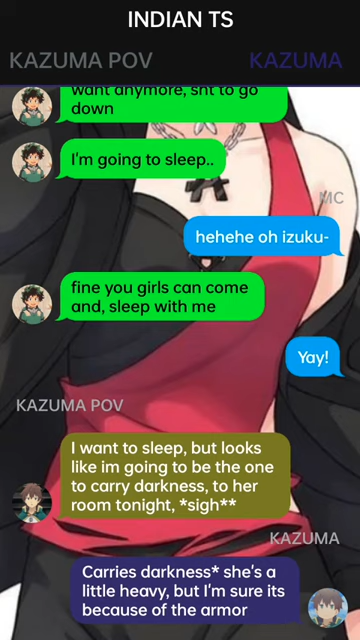 INDIAN TS
KAZUMA POV
KAZUMA
want anymore, snt to go
down
I'm going to sleep..
MC
hehehe oh izuku-
fine you girls can come
and, sleep with me
Yay!
KAZUMA POV
I want to sleep, but looks
like im going to be the one
to carry darkness, to her
room tonight, *sigh**
KAZUMA
Carries darkness* she's a
little heavy, but I'm sure its
because of the armor